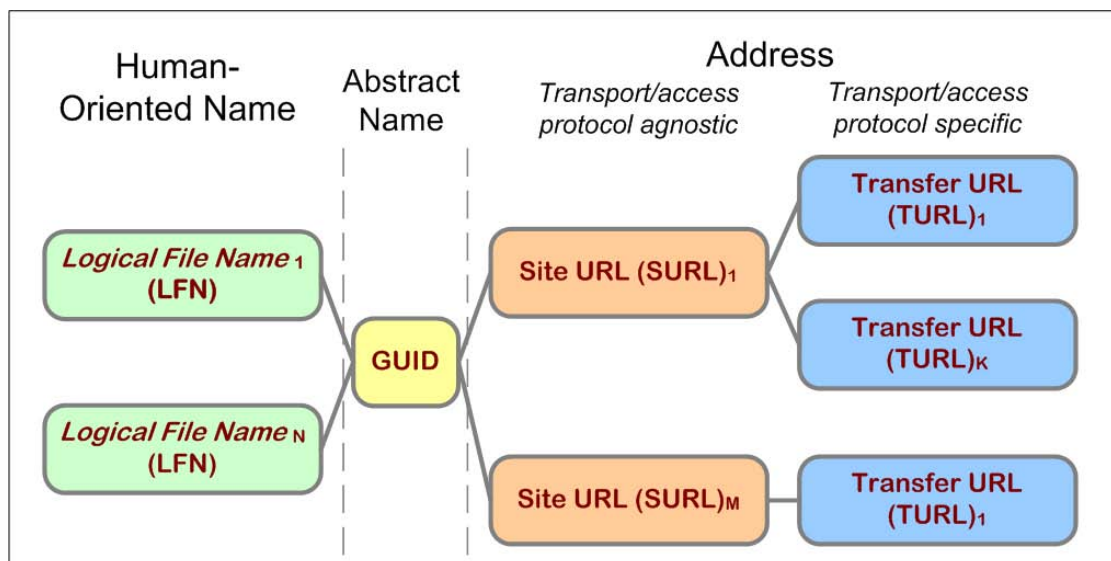 Human-
Oriented Name
Abstract
Name
Address
Transport/access
protocol agnostic
Transport/access
protocol specific
Logical File Name 1
(LFN)
Logical File Name N
(LFN)
GUID
Site URL (SURL)1
Site URL (SURL)M
Transfer URL
(TURL)1
Transfer URL
(TURL)K
Transfer URL
(TURL)1